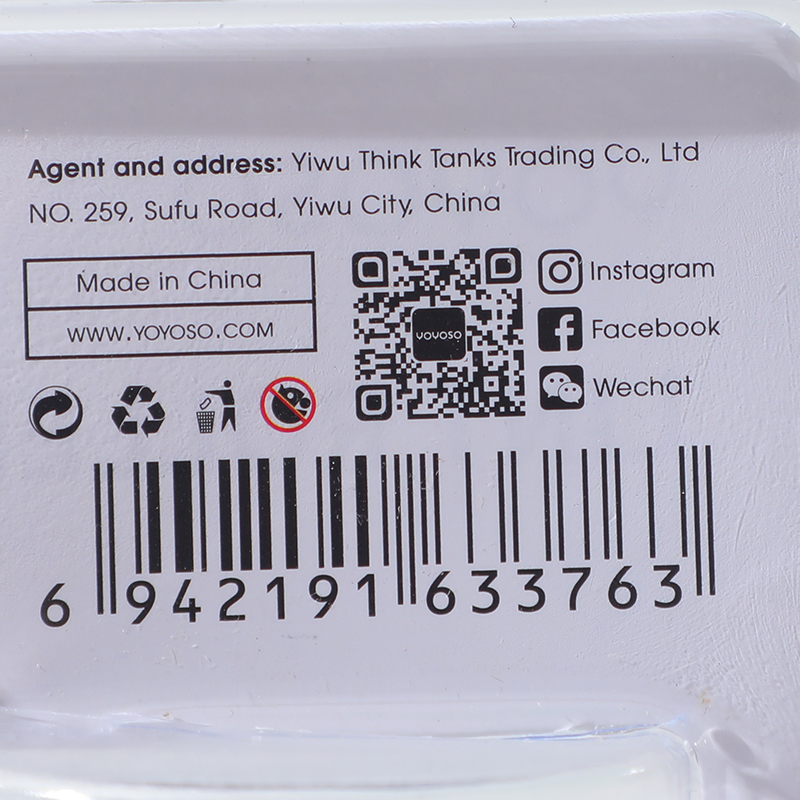 Agent and address: Yiwu Think Tanks Trading Co., Ltd
NO. 259, Sufu Road, Yiwu City, China
Made in China
WWW.YOYOSO.COM
YOYOSO
Instagram
Facebook
Wechat
6 942191 633763